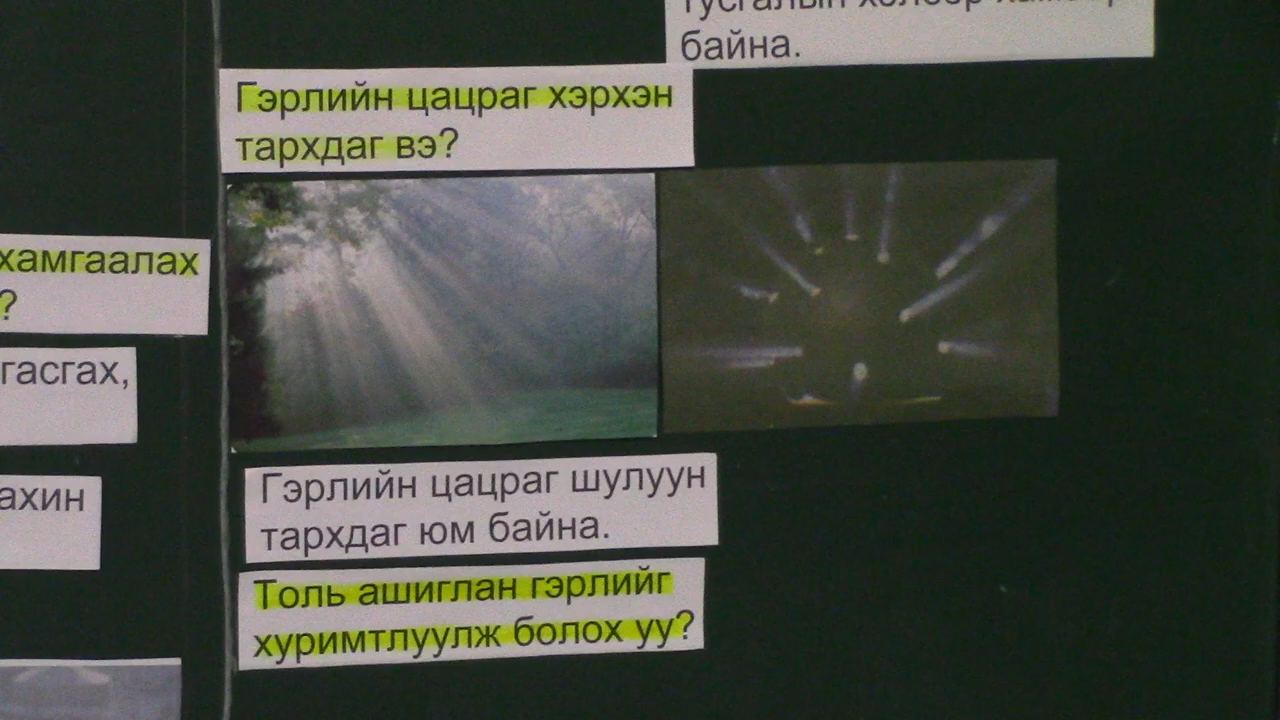 байна.
Гэрлийн цацраг хэрхэн
тархдаг вэ?
хамгаалах
?
гасгах,
ахин
Гэрлийн цацраг шулуун
тархдаг юм байна.
Толь ашиглан гэрлийг
хуримтлуулж болох уу?